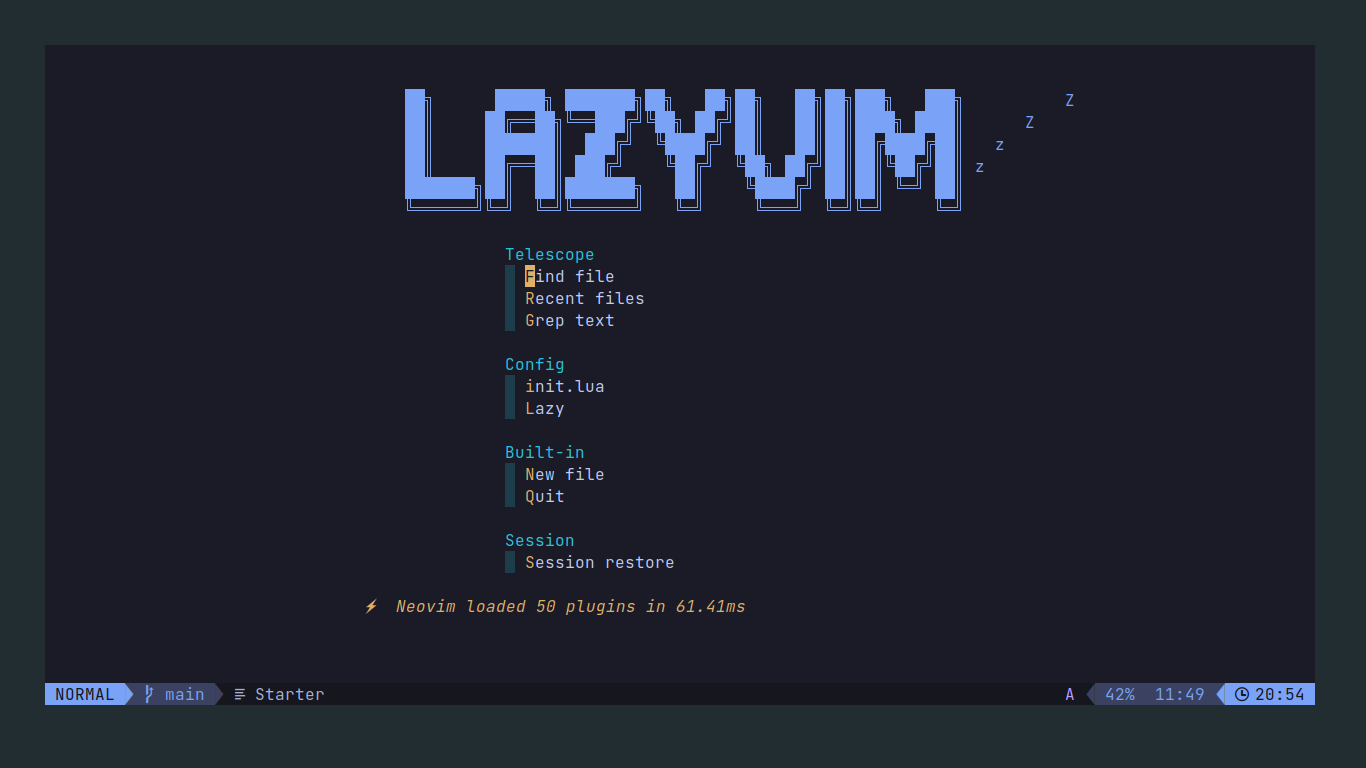 LAZYVIM
Z
Z
z
z
Telescope
Find file
Recent files
Grep text
Config
init.lua
Lazy
Built-in
New file
Quit
Session
Session restore
⚡ Neovim loaded 50 plugins in 61.41ms
NORMAL main Starter A 42% 11:49 20:54